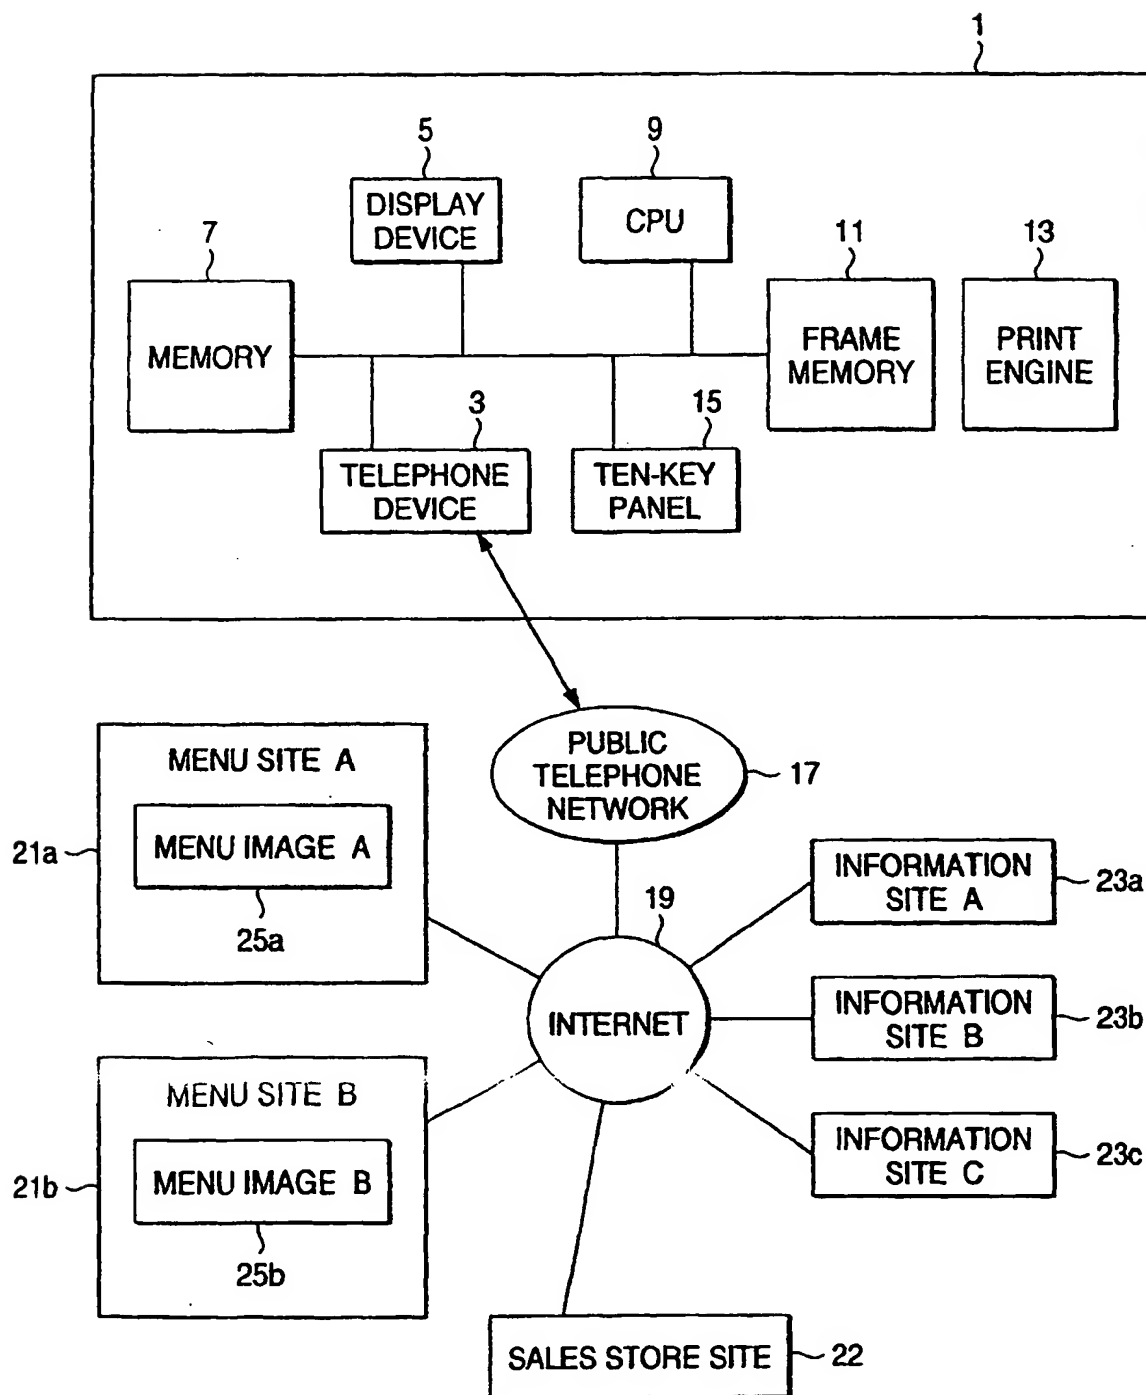 1
5
9
DISPLAY
DEVICE
CPU
7
11
13
MEMORY
FRAME
MEMORY
PRINT
ENGINE
3
15
TELEPHONE
DEVICE
TEN-KEY
PANEL
PUBLIC
TELEPHONE
NETWORK
17
MENU SITE A
MENU IMAGE A
21a
25a
19
INTERNET
INFORMATION
SITE A
23a
INFORMATION
SITE B
23b
INFORMATION
SITE C
23c
MENU SITE B
MENU IMAGE B
21b
25b
SALES STORE SITE
22